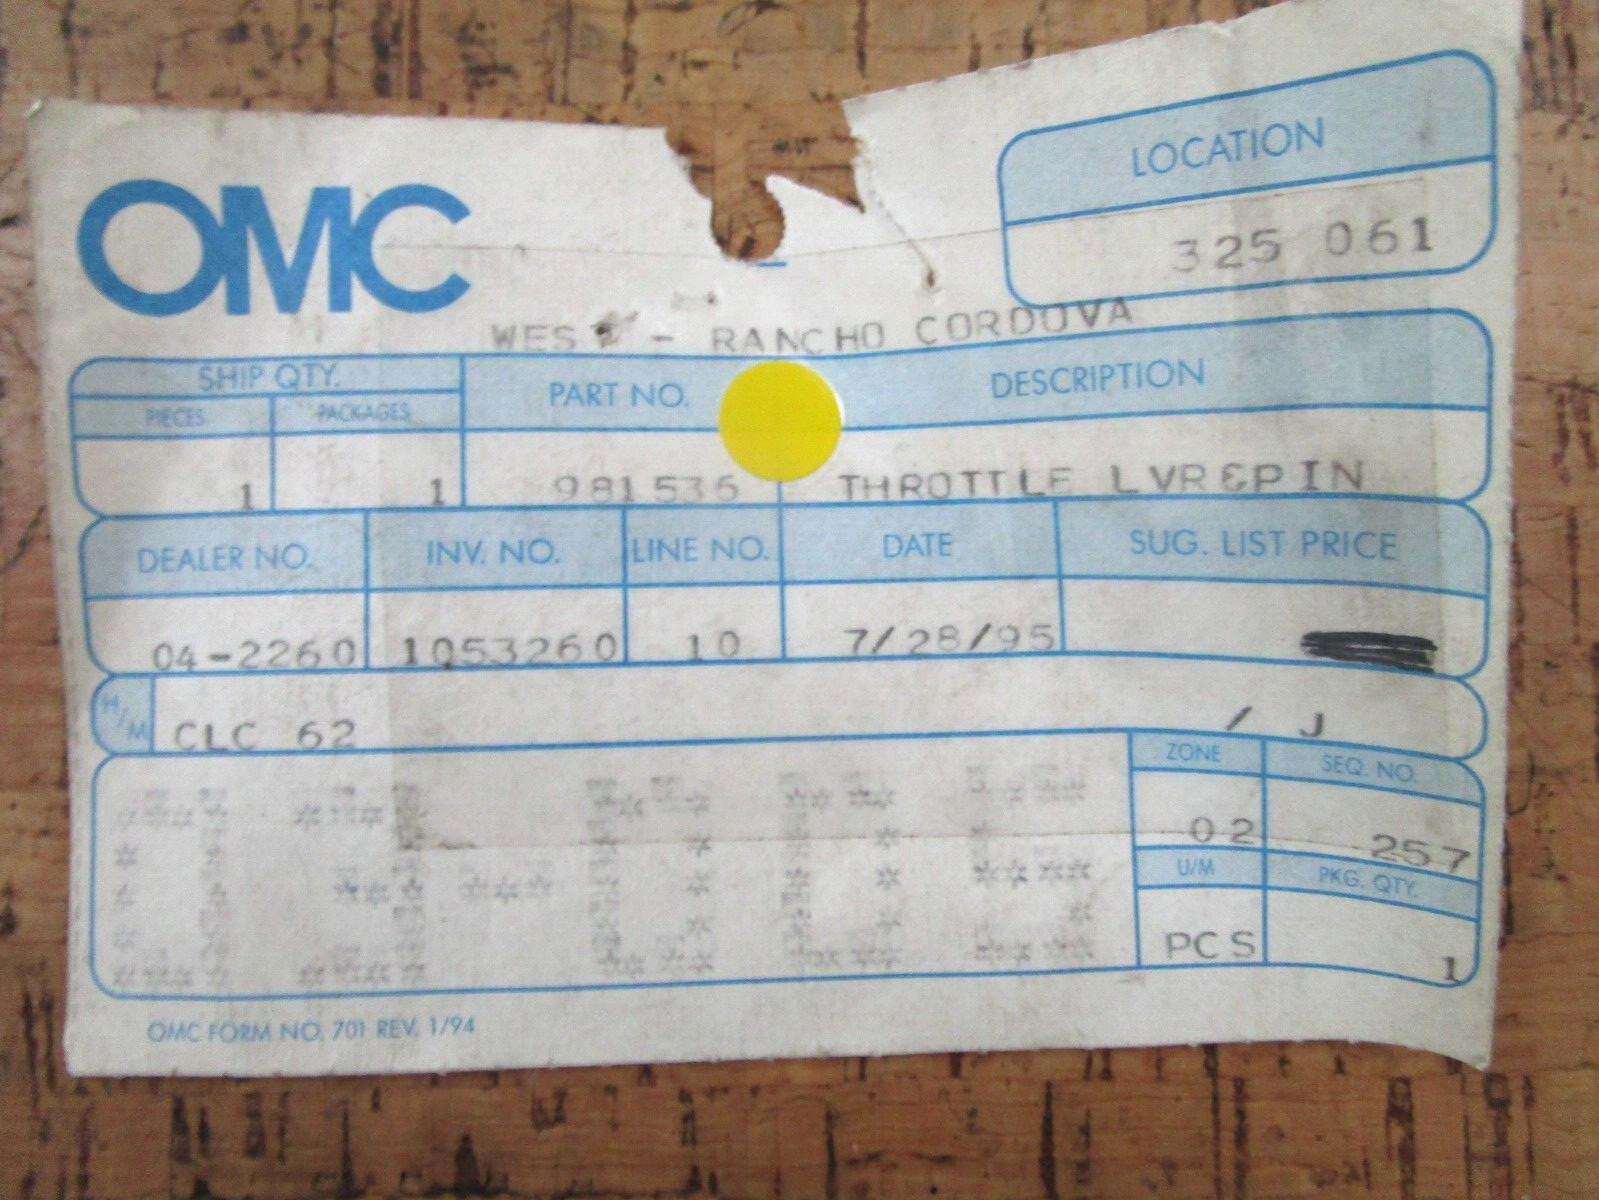 OMC
LOCATION
325 061
WEST - RANCHO CORDOVA
SHIP QTY. PART NO. DESCRIPTION
PIECES PACKAGES
1 1 981536 THROTTLE LVR&PIN
DEALER NO. INV. NO. LINE NO. DATE SUG. LIST PRICE
04-2260 1053260 10 7/28/95
H/M CLC 62 / J
ZONE SEQ. NO.
02 257
U/M PKG. QTY.
PCS 1
OMC FORM NO. 701 REV. 1/94